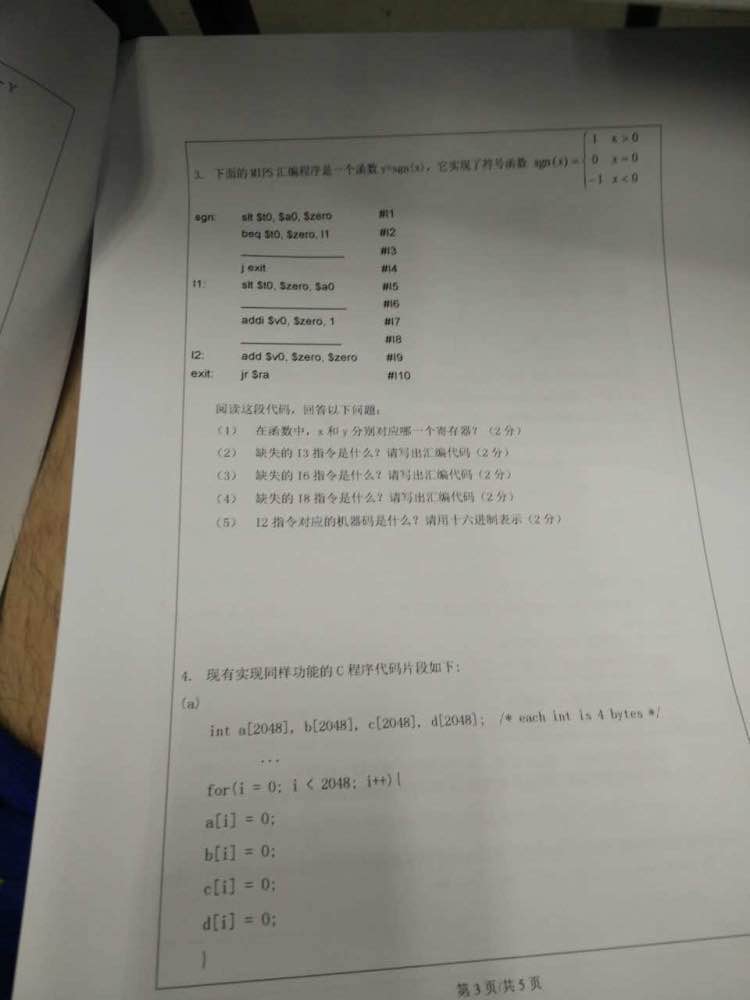 Y
3. 下面的 MIPS 汇编程序是一个函数 y=sgn(x)，它实现了符号函数 sgn(x) = { 1 x > 0
0 x = 0
-1 x < 0
sgn: slt $t0, $a0, $zero #I1
beq $t0, $zero, l1 #I2
#I3
j exit #I4
l1: slt $t0, $zero, $a0 #I5
#I6
addi $v0, $zero, 1 #I7
#I8
l2: add $v0, $zero, $zero #I9
exit: jr $ra #I10
阅读这段代码，回答以下问题：
（1） 在函数中，x 和 y 分别对应哪一个寄存器？（2 分）
（2） 缺失的 I3 指令是什么？请写出汇编代码（2 分）
（3） 缺失的 I6 指令是什么？请写出汇编代码（2 分）
（4） 缺失的 I8 指令是什么？请写出汇编代码（2 分）
（5） I2 指令对应的机器码是什么？请用十六进制表示（2 分）
4. 现有实现同样功能的 C 程序代码片段如下:
(a)
int a[2048], b[2048], c[2048], d[2048]; /* each int is 4 bytes */
...
for(i = 0; i < 2048; i++){
a[i] = 0;
b[i] = 0;
c[i] = 0;
d[i] = 0;
}
第 3 页/共 5 页